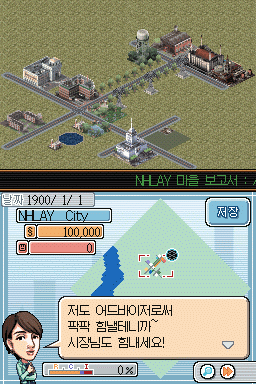 NHLAY 마을 보고서 : /
날짜 1900/ 1/ 1
저장
NHLAY City
$ 100,000
0
R C I
저도 어드바이저로써
팍팍 힘낼테니까~
시장님도 힘내세요!